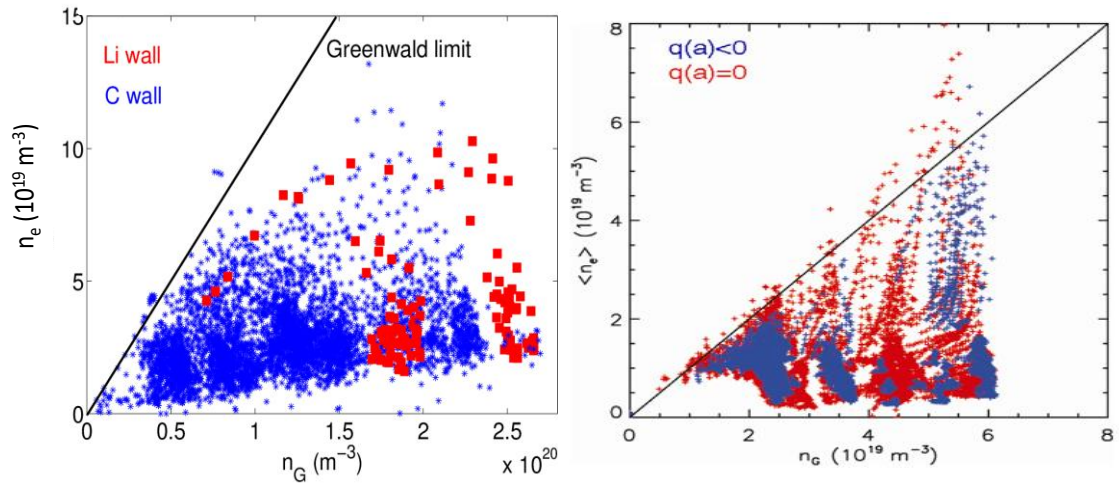 15
Li wall
Greenwald limit
C wall
10
n_e (10^19 m^-3)
5
0
0 0.5 1 1.5 2 2.5
n_G (m^-3)
x 10^20
8
q(a)<0
q(a)=0
6
<n_e> (10^19 m^-3)
4
2
0
0 2 4 6 8
n_G (10^19 m^-3)